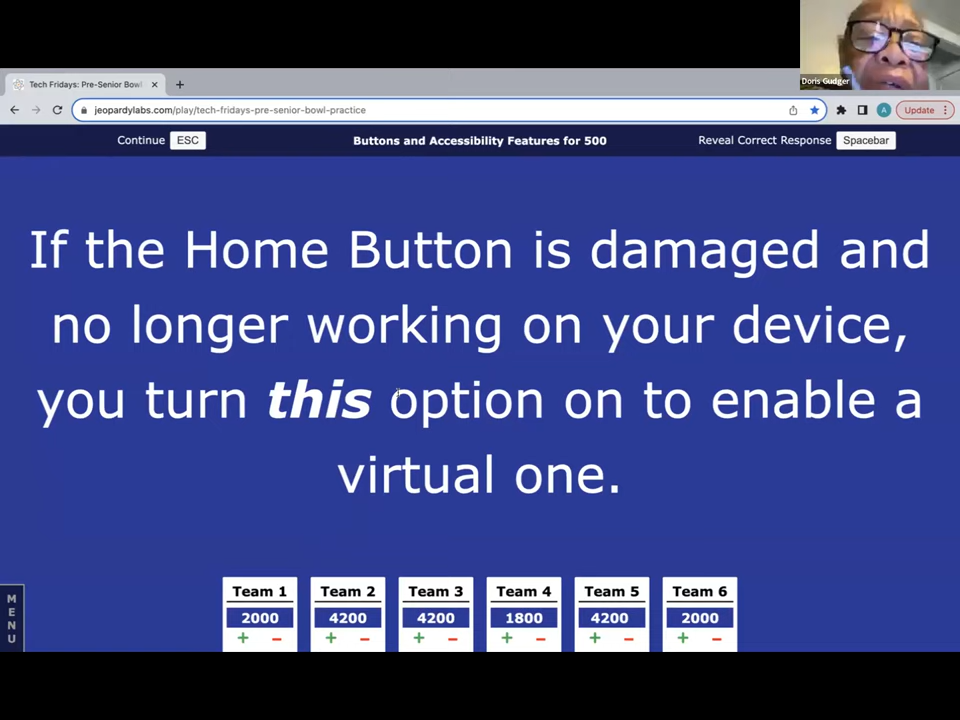 Doris Gudger
Tech Fridays: Pre-Senior Bowl
jeopardylabs.com/play/tech-fridays-pre-senior-bowl-practice
A
Update
Continue ESC
Buttons and Accessibility Features for 500
Reveal Correct Response Spacebar
If the Home Button is damaged and
no longer working on your device,
you turn this option on to enable a
virtual one.
MENU
Team 1 Team 2 Team 3 Team 4 Team 5 Team 6
2000 4200 4200 1800 4200 2000
+ - + - + - + - + - + -